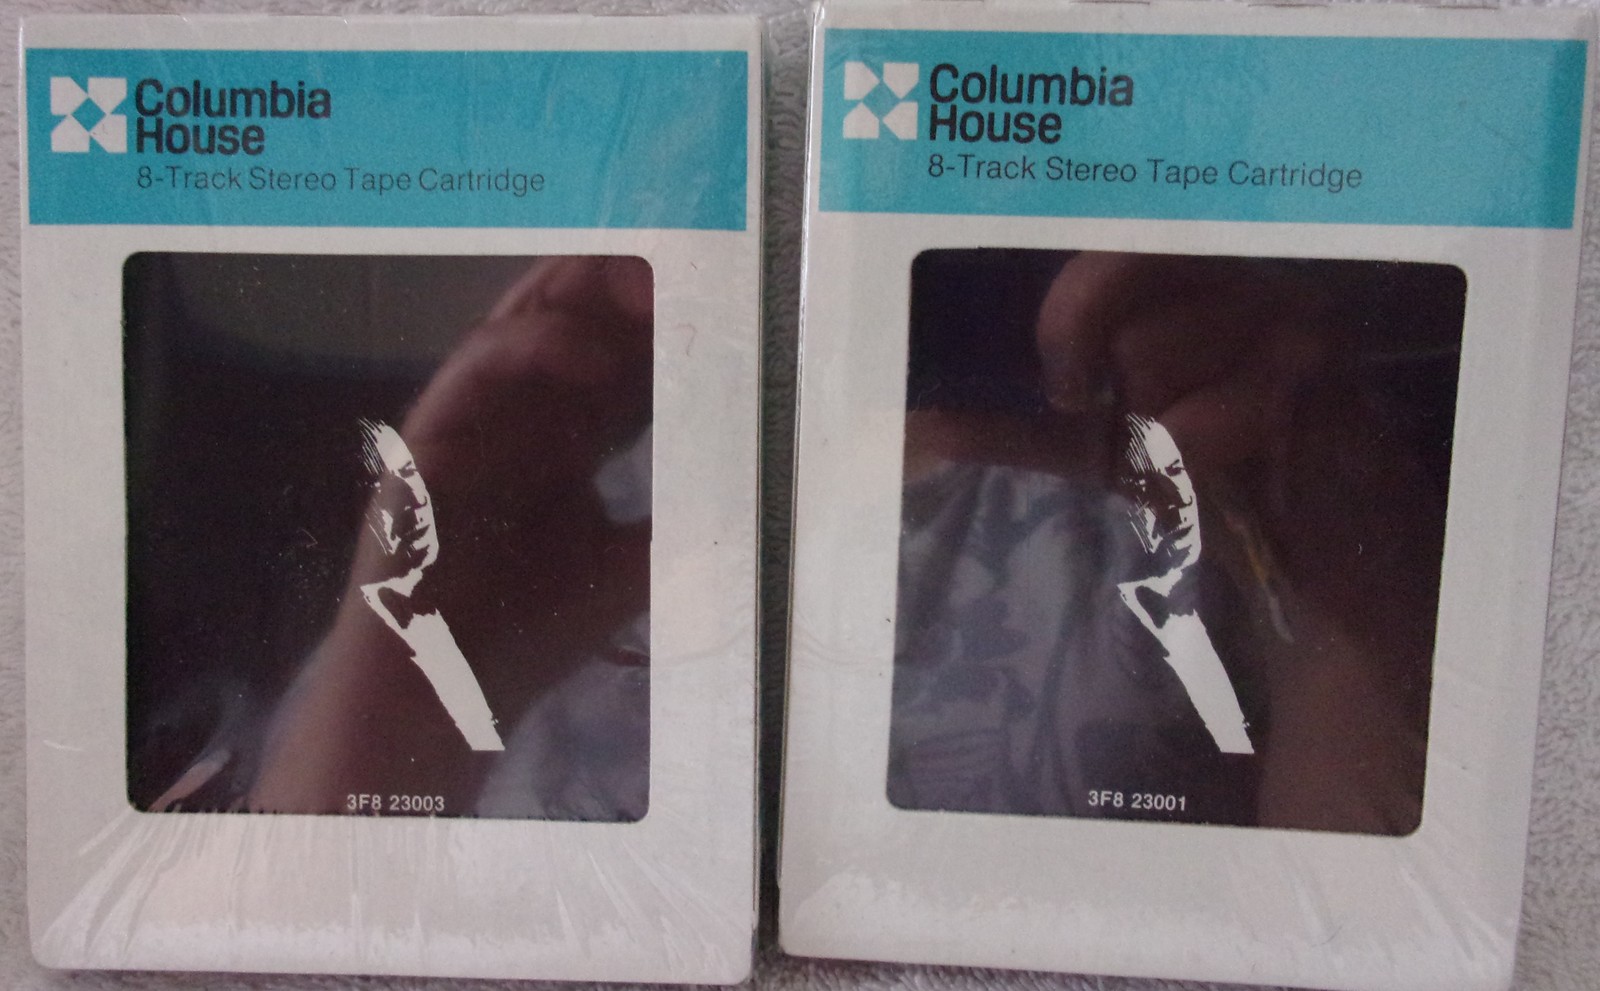 Columbia
House
8-Track Stereo Tape Cartridge
3F8 23003
Columbia
House
8-Track Stereo Tape Cartridge
3F8 23001